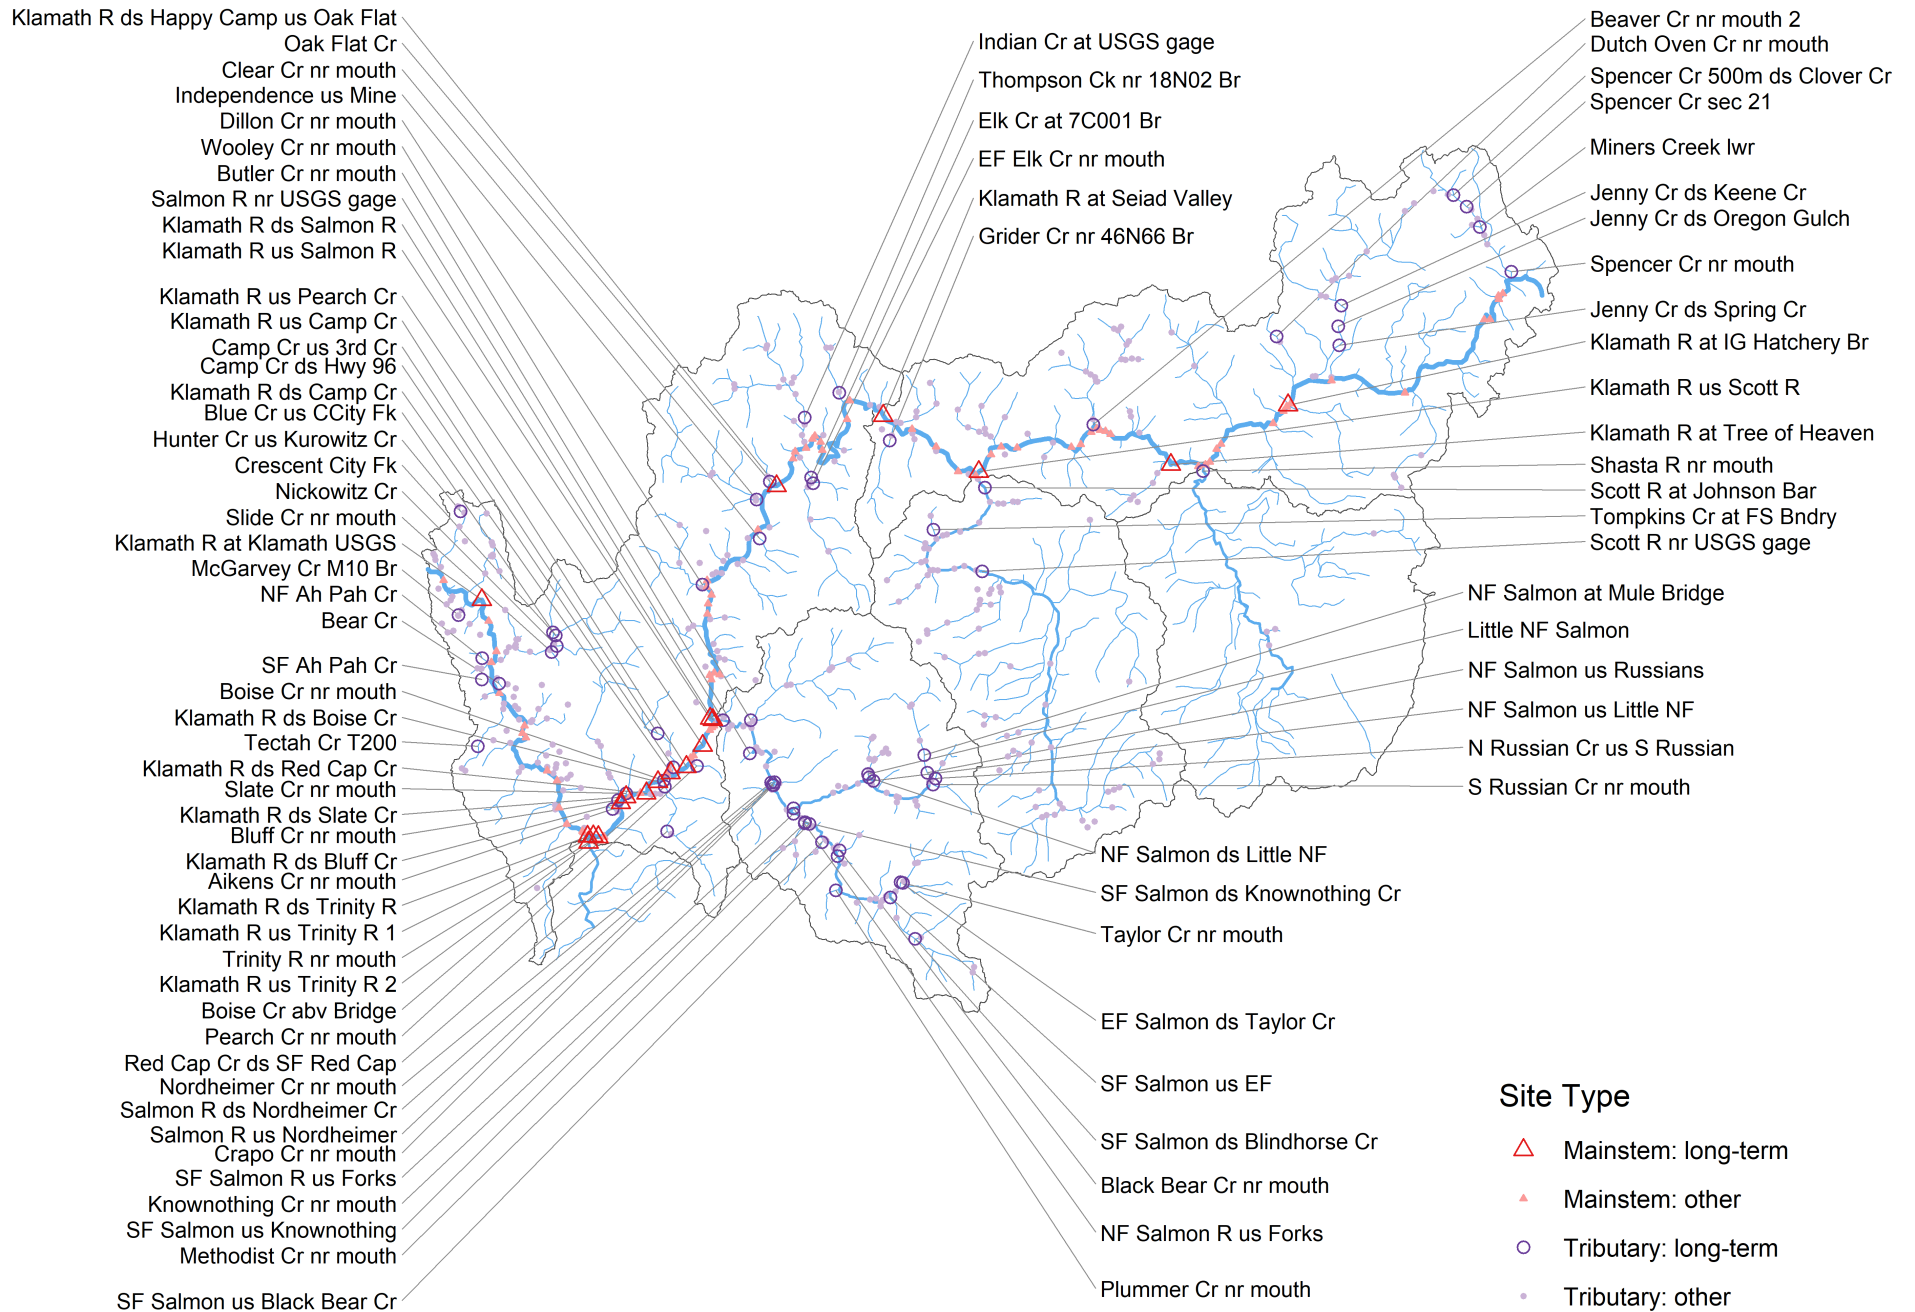 Klamath R ds Happy Camp us Oak Flat
Oak Flat Cr
Clear Cr nr mouth
Independence us Mine
Dillon Cr nr mouth
Wooley Cr nr mouth
Butler Cr nr mouth
Salmon R nr USGS gage
Klamath R ds Salmon R
Klamath R us Salmon R
Klamath R us Pearch Cr
Klamath R us Camp Cr
Camp Cr us 3rd Cr
Camp Cr ds Hwy 96
Klamath R ds Camp Cr
Blue Cr us CCity Fk
Hunter Cr us Kurowitz Cr
Crescent City Fk
Nickowitz Cr
Slide Cr nr mouth
Klamath R at Klamath USGS
McGarvey Cr M10 Br
NF Ah Pah Cr
Bear Cr
SF Ah Pah Cr
Boise Cr nr mouth
Klamath R ds Boise Cr
Tectah Cr T200
Klamath R ds Red Cap Cr
Slate Cr nr mouth
Klamath R ds Slate Cr
Bluff Cr nr mouth
Klamath R ds Bluff Cr
Aikens Cr nr mouth
Klamath R ds Trinity R
Klamath R us Trinity R 1
Trinity R nr mouth
Klamath R us Trinity R 2
Boise Cr abv Bridge
Pearch Cr nr mouth
Red Cap Cr ds SF Red Cap
Nordheimer Cr nr mouth
Salmon R ds Nordheimer Cr
Salmon R us Nordheimer
Crapo Cr nr mouth
SF Salmon R us Forks
Knownothing Cr nr mouth
SF Salmon us Knownothing
Methodist Cr nr mouth
SF Salmon us Black Bear Cr
Indian Cr at USGS gage
Thompson Ck nr 18N02 Br
Elk Cr at 7C001 Br
EF Elk Cr nr mouth
Klamath R at Seiad Valley
Grider Cr nr 46N66 Br
Beaver Cr nr mouth 2
Dutch Oven Cr nr mouth
Spencer Cr 500m ds Clover Cr
Spencer Cr sec 21
Miners Creek lwr
Jenny Cr ds Keene Cr
Jenny Cr ds Oregon Gulch
Spencer Cr nr mouth
Jenny Cr ds Spring Cr
Klamath R at IG Hatchery Br
Klamath R us Scott R
Klamath R at Tree of Heaven
Shasta R nr mouth
Scott R at Johnson Bar
Tompkins Cr at FS Bndry
Scott R nr USGS gage
NF Salmon at Mule Bridge
Little NF Salmon
NF Salmon us Russians
NF Salmon us Little NF
N Russian Cr us S Russian
S Russian Cr nr mouth
NF Salmon ds Little NF
SF Salmon ds Knownothing Cr
Taylor Cr nr mouth
EF Salmon ds Taylor Cr
SF Salmon us EF
SF Salmon ds Blindhorse Cr
Black Bear Cr nr mouth
NF Salmon R us Forks
Plummer Cr nr mouth
Site Type
Mainstem: long-term
Mainstem: other
Tributary: long-term
Tributary: other